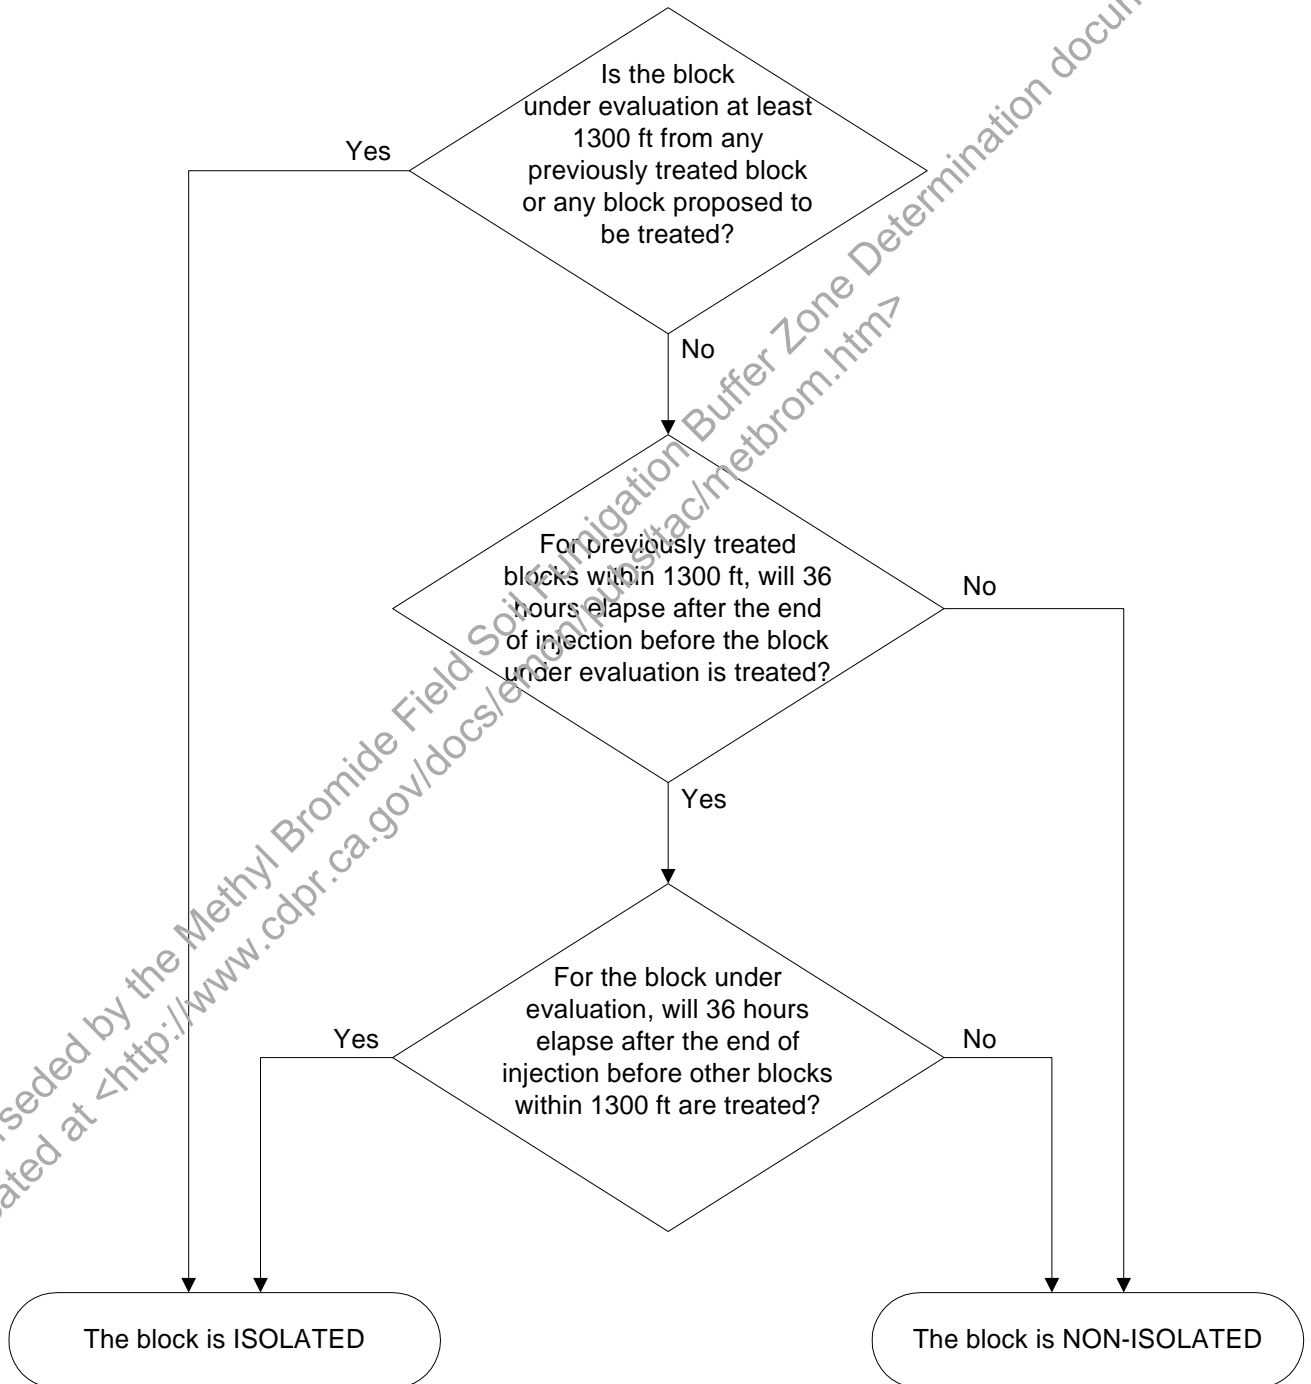 Is the block
under evaluation at least
1300 ft from any
previously treated block
or any block proposed to
be treated?
Yes
No
For previously treated
blocks within 1300 ft, will 36
hours elapse after the end
of injection before the block
under evaluation is treated?
No
Yes
For the block under
evaluation, will 36 hours
elapse after the end of
injection before other blocks
within 1300 ft are treated?
Yes
No
The block is ISOLATED
The block is NON-ISOLATED
by the Methyl Bromide Field Soil Fumigation Buffer Zone Determination
at <http://www.cdpr.ca.gov/docs/emon/pubs/tac/metbrom.htm>